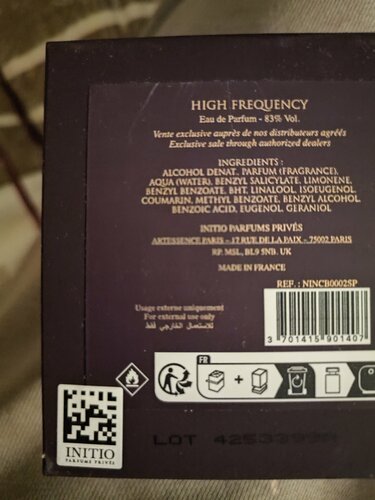 HIGH FREQUENCY
Eau de Parfum - 83% Vol.
Vente exclusive auprès de nos distributeurs agréés
Exclusive sale through authorized dealers
INGREDIENTS :
ALCOHOL DENAT., PARFUM (FRAGRANCE),
AQUA (WATER), BENZYL SALICYLATE, LIMONENE,
BENZYL BENZOATE, BHT, LINALOOL, ISOEUGENOL,
COUMARIN, METHYL BENZOATE, BENZYL ALCOHOL,
BENZOIC ACID, EUGENOL, GERANIOL
INITIO PARFUMS PRIVÉS
ARTESSENCE PARIS - 17 RUE DE LA PAIX - 75002 PARIS
RP. MSL, BL9 5NB. UK
MADE IN FRANCE
REF. : NINCB0002SP
Usage externe uniquement
For external use only
للاستعمال الخارجي فقط
3 701415 901407
FR
INITIO
PARFUMS PRIVÉS
LOT